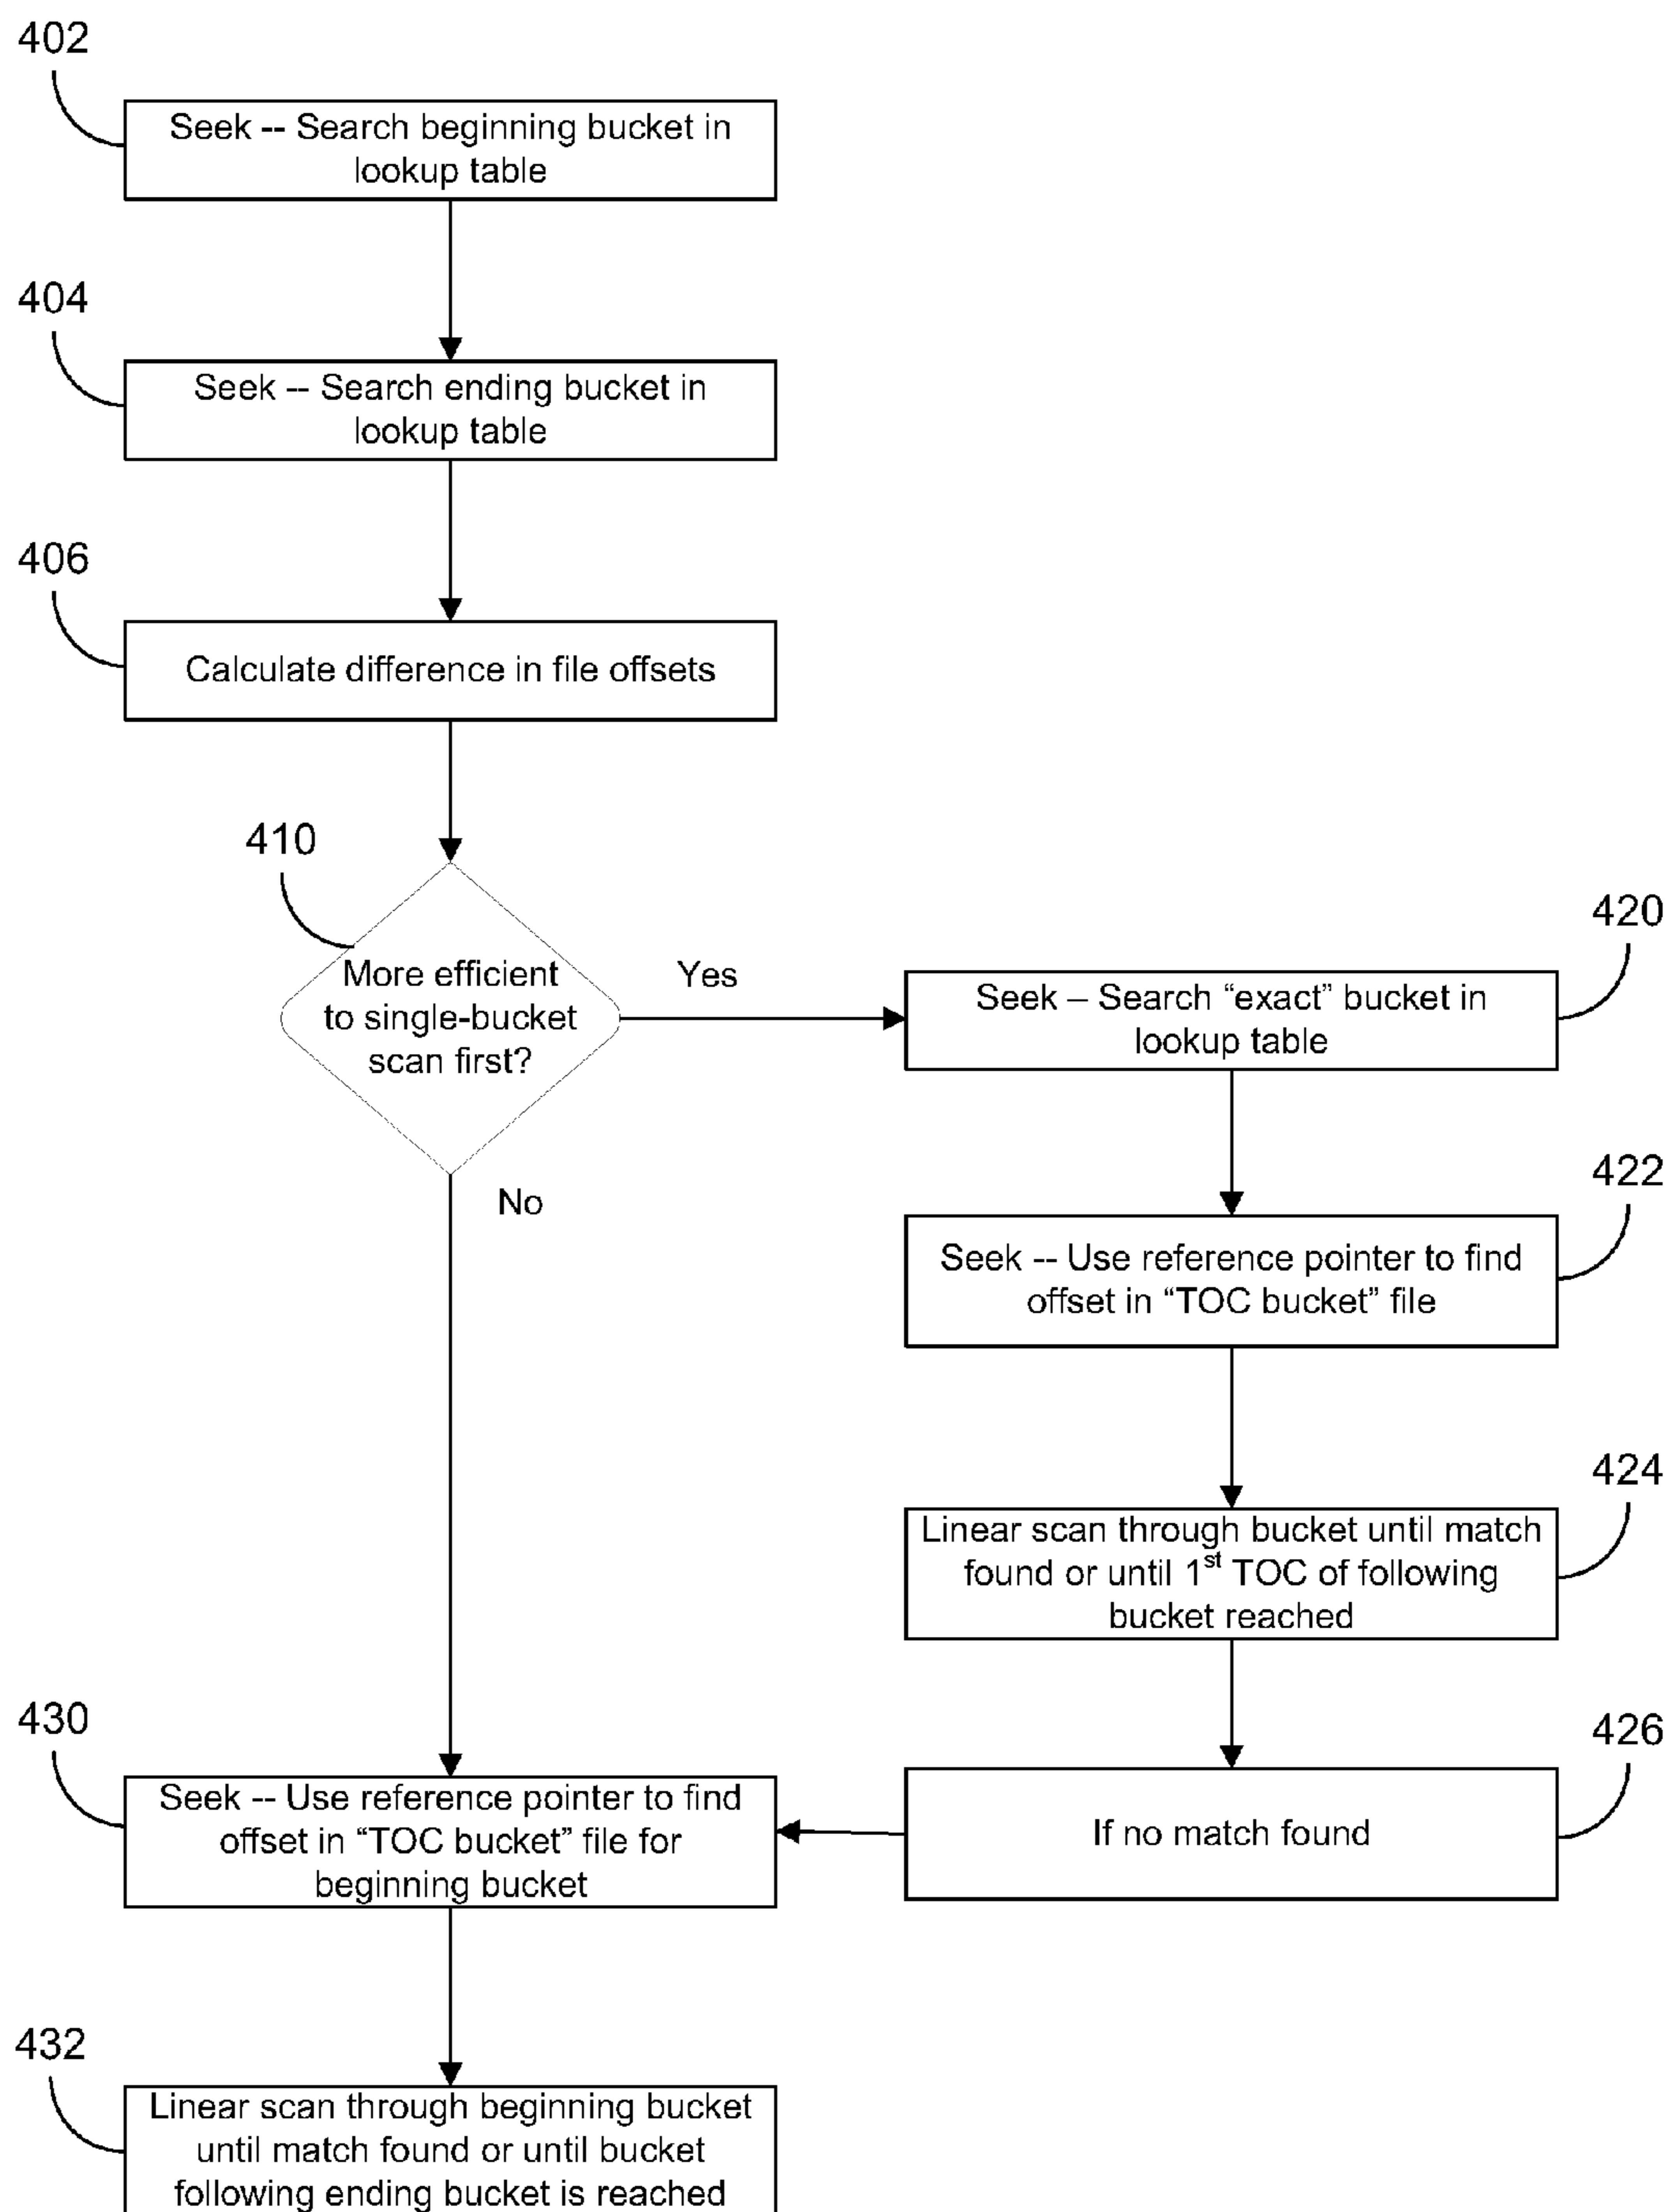 402
Seek -- Search beginning bucket in
lookup table
404
Seek -- Search ending bucket in
lookup table
406
Calculate difference in file offsets
410
More efficient
to single-bucket
scan first?
Yes
No
420
Seek – Search “exact” bucket in
lookup table
422
Seek -- Use reference pointer to find
offset in “TOC bucket” file
424
Linear scan through bucket until match
found or until 1st TOC of following
bucket reached
426
If no match found
430
Seek -- Use reference pointer to find
offset in “TOC bucket” file for
beginning bucket
432
Linear scan through beginning bucket
until match found or until bucket
following ending bucket is reached